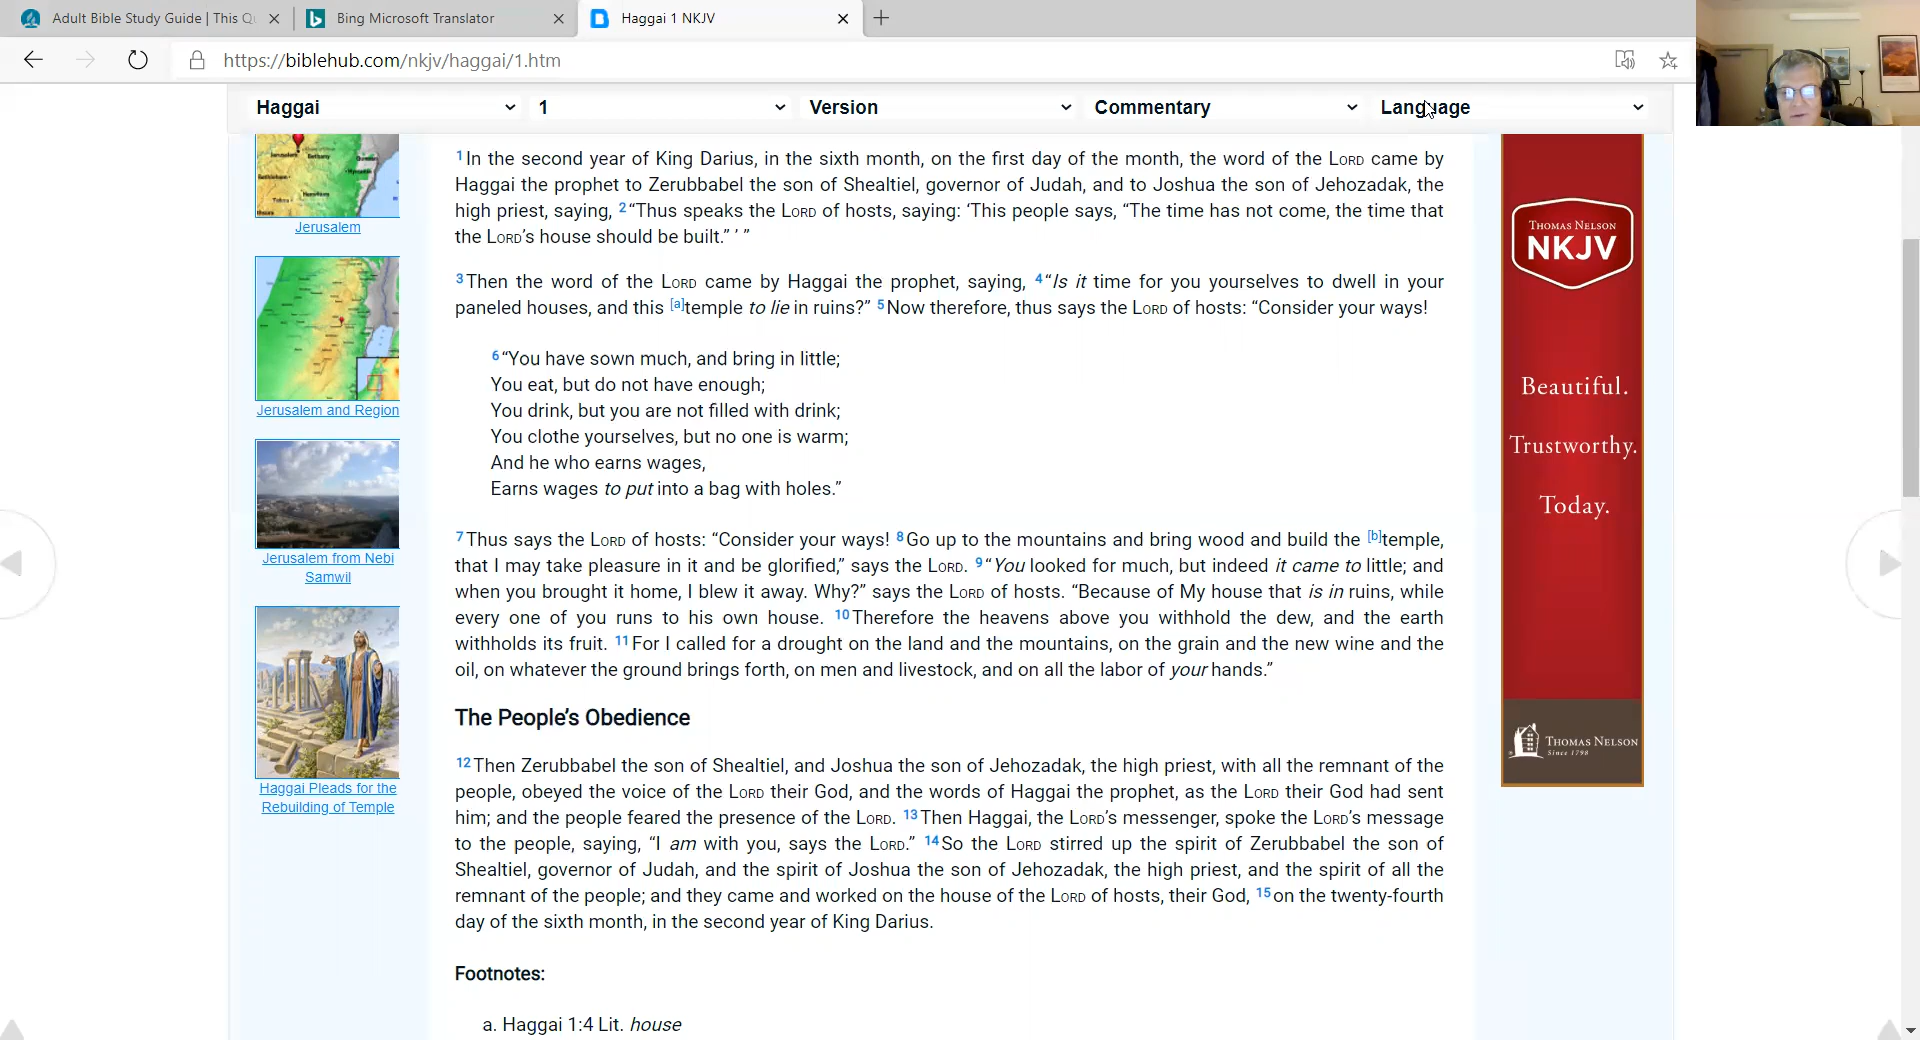 Adult Bible Study Guide | This Q
Bing Microsoft Translator
Haggai 1 NKJV
https://biblehub.com/nkjv/haggai/1.htm
Haggai
1
Version
Commentary
Language
Jerusalem
Jerusalem and Region
Jerusalem from Nebi
Samwil
Haggai Pleads for the
Rebuilding of Temple
1 In the second year of King Darius, in the sixth month, on the first day of the month, the word of the LORD came by
Haggai the prophet to Zerubbabel the son of Shealtiel, governor of Judah, and to Joshua the son of Jehozadak, the
high priest, saying, 2 “Thus speaks the LORD of hosts, saying: ‘This people says, “The time has not come, the time that
the LORD’s house should be built.” ’ ”
3 Then the word of the LORD came by Haggai the prophet, saying, 4 “Is it time for you yourselves to dwell in your
paneled houses, and this [a]temple to lie in ruins?” 5 Now therefore, thus says the LORD of hosts: “Consider your ways!
6 “You have sown much, and bring in little;
You eat, but do not have enough;
You drink, but you are not filled with drink;
You clothe yourselves, but no one is warm;
And he who earns wages,
Earns wages to put into a bag with holes.”
7 Thus says the LORD of hosts: “Consider your ways! 8 Go up to the mountains and bring wood and build the [b]temple,
that I may take pleasure in it and be glorified,” says the LORD. 9 “You looked for much, but indeed it came to little; and
when you brought it home, I blew it away. Why?” says the LORD of hosts. “Because of My house that is in ruins, while
every one of you runs to his own house. 10 Therefore the heavens above you withhold the dew, and the earth
withholds its fruit. 11 For I called for a drought on the land and the mountains, on the grain and the new wine and the
oil, on whatever the ground brings forth, on men and livestock, and on all the labor of your hands.”
The People’s Obedience
12 Then Zerubbabel the son of Shealtiel, and Joshua the son of Jehozadak, the high priest, with all the remnant of the
people, obeyed the voice of the LORD their God, and the words of Haggai the prophet, as the LORD their God had sent
him; and the people feared the presence of the LORD. 13 Then Haggai, the LORD’s messenger, spoke the LORD’s message
to the people, saying, “I am with you, says the LORD.” 14 So the LORD stirred up the spirit of Zerubbabel the son of
Shealtiel, governor of Judah, and the spirit of Joshua the son of Jehozadak, the high priest, and the spirit of all the
remnant of the people; and they came and worked on the house of the LORD of hosts, their God, 15 on the twenty-fourth
day of the sixth month, in the second year of King Darius.
Footnotes:
a. Haggai 1:4 Lit. house
THOMAS NELSON
NKJV
Beautiful.
Trustworthy.
Today.
THOMAS NELSON
Since 1798